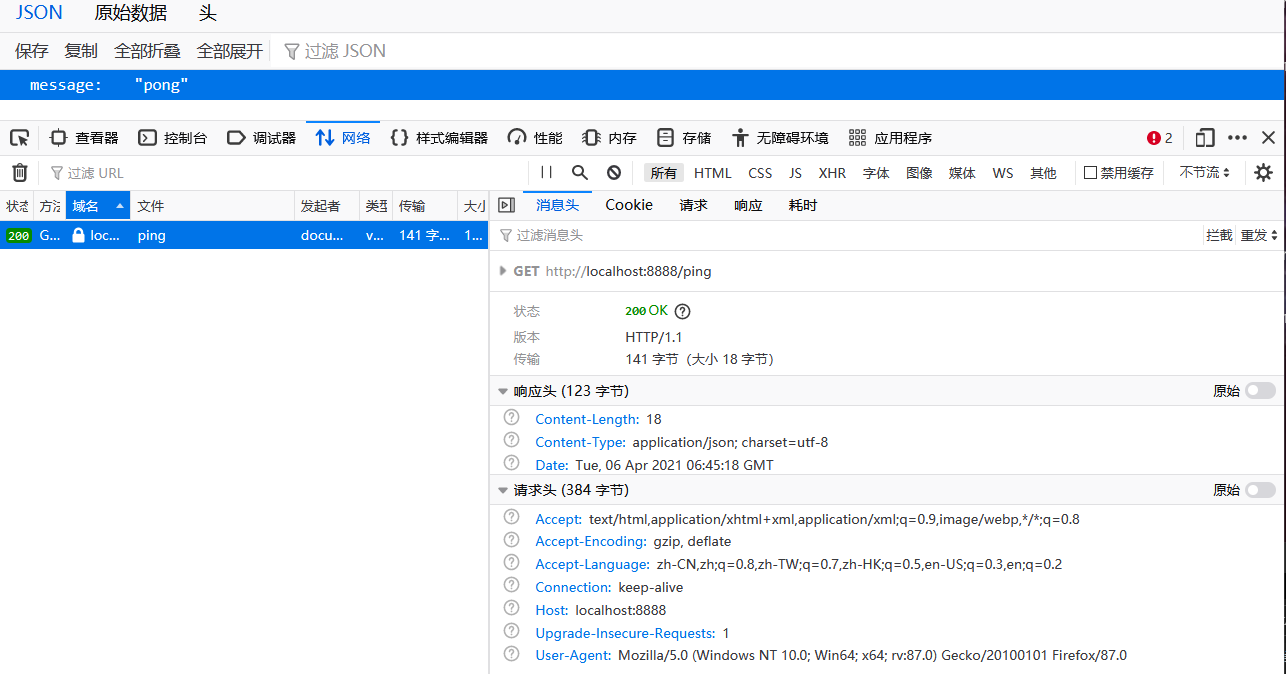 JSON 原始数据 头
保存 复制 全部折叠 全部展开 过滤 JSON
message: "pong"
查看器 控制台 调试器 网络 样式编辑器 性能 内存 存储 无障碍环境 应用程序 2
过滤 URL 所有 HTML CSS JS XHR 字体 图像 媒体 WS 其他 禁用缓存 不节流
状态 方法 域名 文件 发起者 类型 传输 大小 消息头 Cookie 请求 响应 耗时
200 G... loc... ping docu... v... 141 字... 1...
过滤消息头 拦截 重发
GET http://localhost:8888/ping
状态 200 OK
版本 HTTP/1.1
传输 141 字节 (大小 18 字节)
响应头 (123 字节) 原始
Content-Length: 18
Content-Type: application/json; charset=utf-8
Date: Tue, 06 Apr 2021 06:45:18 GMT
请求头 (384 字节) 原始
Accept: text/html,application/xhtml+xml,application/xml;q=0.9,image/webp,*/*;q=0.8
Accept-Encoding: gzip, deflate
Accept-Language: zh-CN,zh;q=0.8,zh-TW;q=0.7,zh-HK;q=0.5,en-US;q=0.3,en;q=0.2
Connection: keep-alive
Host: localhost:8888
Upgrade-Insecure-Requests: 1
User-Agent: Mozilla/5.0 (Windows NT 10.0; Win64; x64; rv:87.0) Gecko/20100101 Firefox/87.0